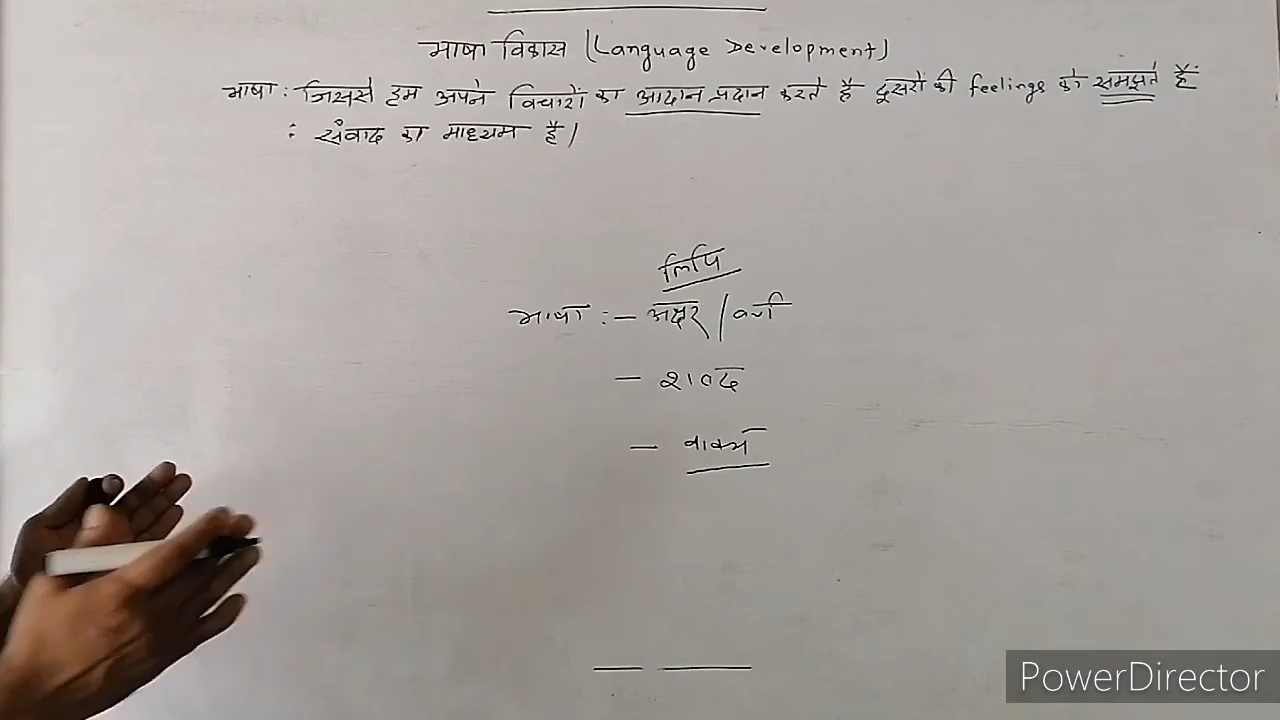 भाषा विकास (Language Development)
भाषा : जिससे हम अपने विचारों का आदान प्रदान करते है दूसरों की feelings को समझते हैं
: संवाद का माध्यम है/
लिपि
भाषा :- अक्षर / वर्ण
- शब्द
- वाक्य
PowerDirector